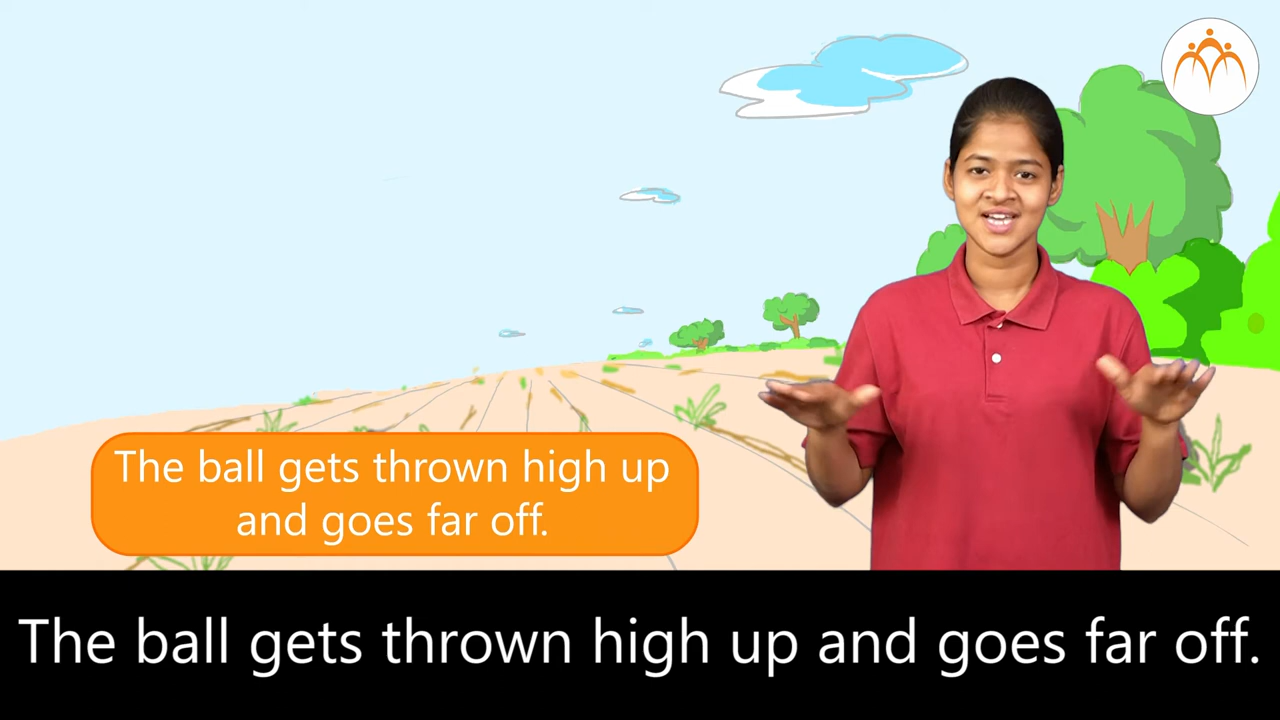 The ball gets thrown high up
and goes far off.
The ball gets thrown high up and goes far off.